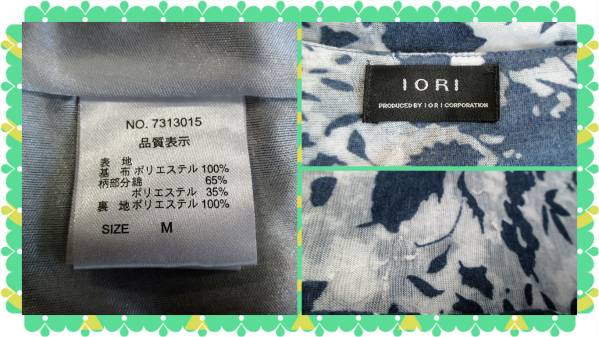 NO. 7313015
品質表示
表 地
基 布 ポリエステル 100%
柄部分綿 65%
ポリエステル 35%
裏 地 ポリエステル 100%
SIZE M
IORI
PRODUCED BY IORI CORPORATION